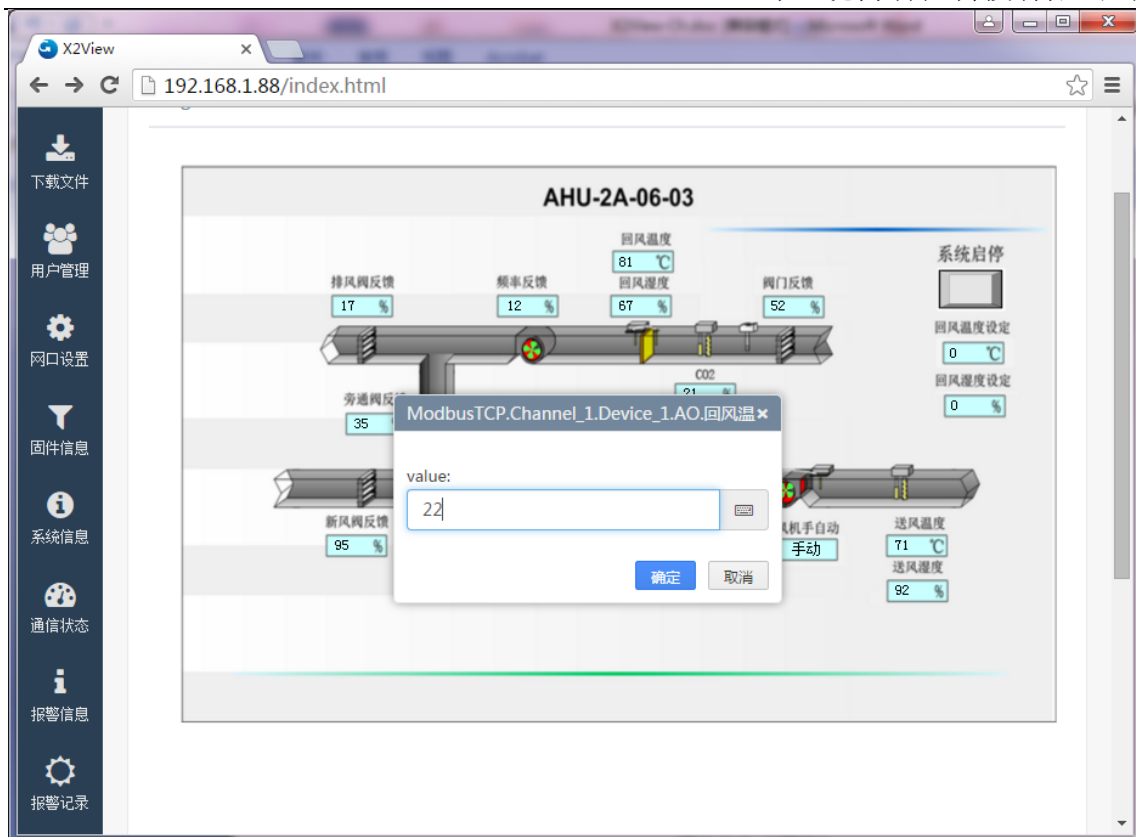 X2View
192.168.1.88/index.html
下载文件
用户管理
网口设置
固件信息
系统信息
通信状态
报警信息
报警记录
AHU-2A-06-03
回风温度
81 ℃
系统启停
排风阀反馈
频率反馈
回风湿度
阀门反馈
17 %
12 %
67 %
52 %
回风温度设定
0 ℃
CO2
21 %
回风湿度设定
0 %
旁通阀反
35
ModbusTCP.Channel_1.Device_1.AO.回风温×
value:
22
确定
取消
新风阀反馈
95 %
机手自动
手动
送风温度
71 ℃
送风湿度
92 %